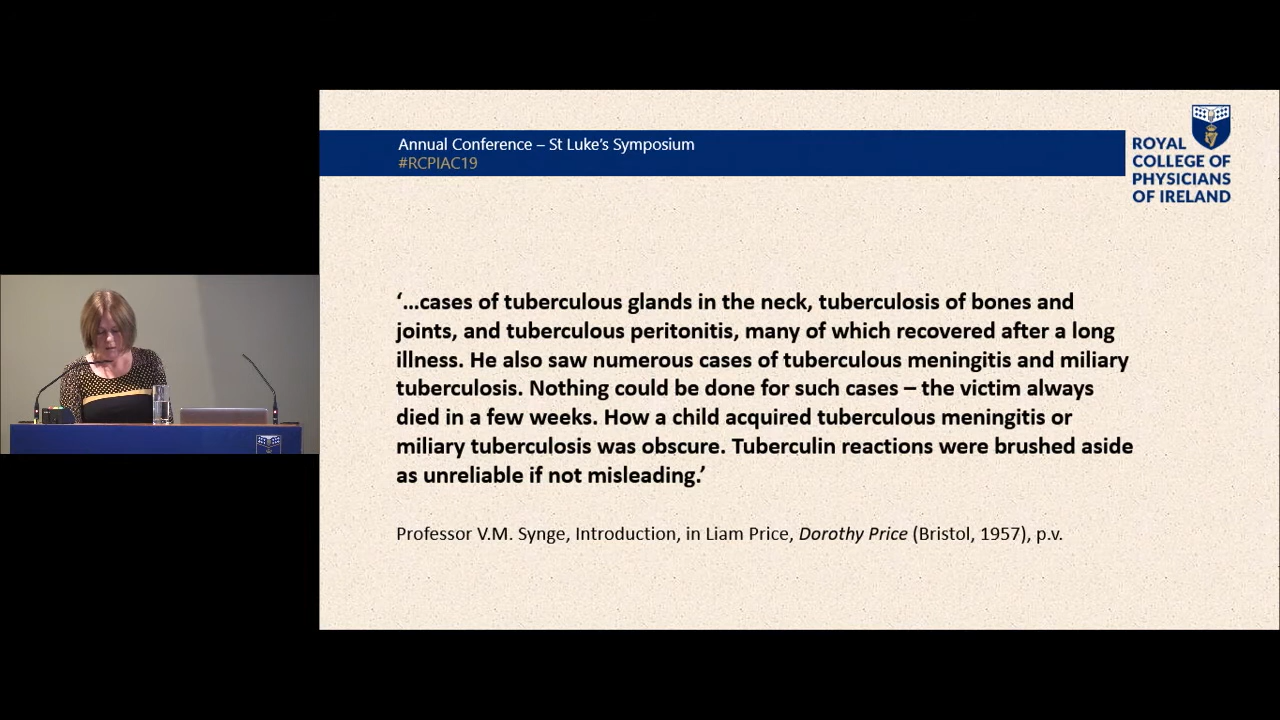 Annual Conference – St Luke's Symposium
#RCPIAC19
ROYAL
COLLEGE OF
PHYSICIANS
OF IRELAND
‘...cases of tuberculous glands in the neck, tuberculosis of bones and
joints, and tuberculous peritonitis, many of which recovered after a long
illness. He also saw numerous cases of tuberculous meningitis and miliary
tuberculosis. Nothing could be done for such cases – the victim always
died in a few weeks. How a child acquired tuberculous meningitis or
miliary tuberculosis was obscure. Tuberculin reactions were brushed aside
as unreliable if not misleading.’
Professor V.M. Synge, Introduction, in Liam Price, Dorothy Price (Bristol, 1957), p.v.